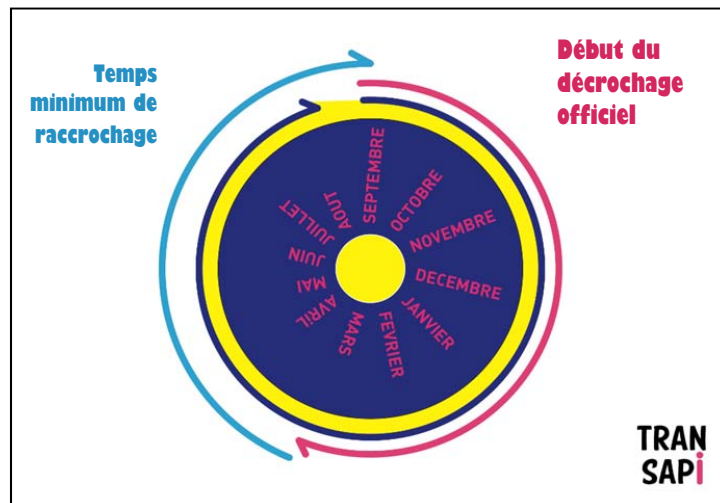 Temps
minimum de
raccrochage
Début du
décrochage
officiel
SEPTEMBRE
OCTOBRE
NOVEMBRE
DECEMBRE
JANVIER
FEVRIER
MARS
AVRiL
MAI
JUIN
JUILLET
AOUT
TRAN
SAPi